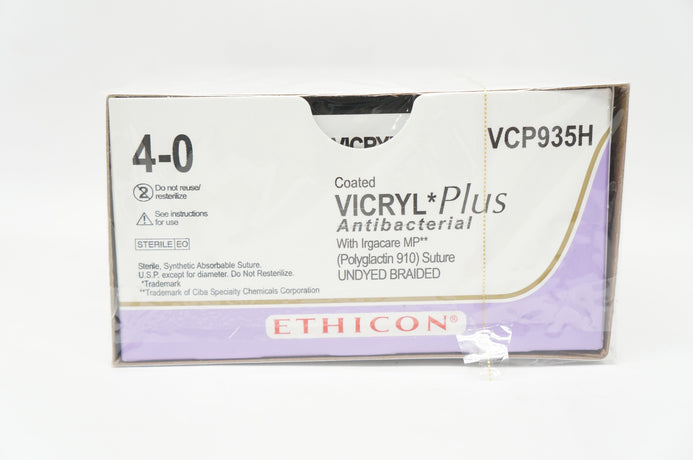 VICRYL
4-0
VCP935H
Do not reuse/
resterilize
See instructions
for use
STERILE EO
Coated
VICRYL*Plus
Antibacterial
With Irgacare MP**
(Polyglactin 910) Suture
UNDYED BRAIDED
Sterile, Synthetic Absorbable Suture.
U.S.P. except for diameter. Do Not Resterilize.
*Trademark
**Trademark of Ciba Specialty Chemicals Corporation
ETHICON®